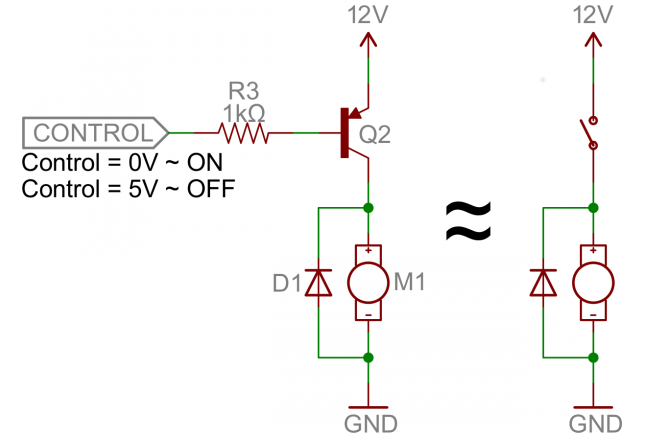 12V
12V
R3
1kΩ
CONTROL
Q2
Control = 0V ~ ON
Control = 5V ~ OFF
≈
+
+
D1
M1
-
-
GND
GND